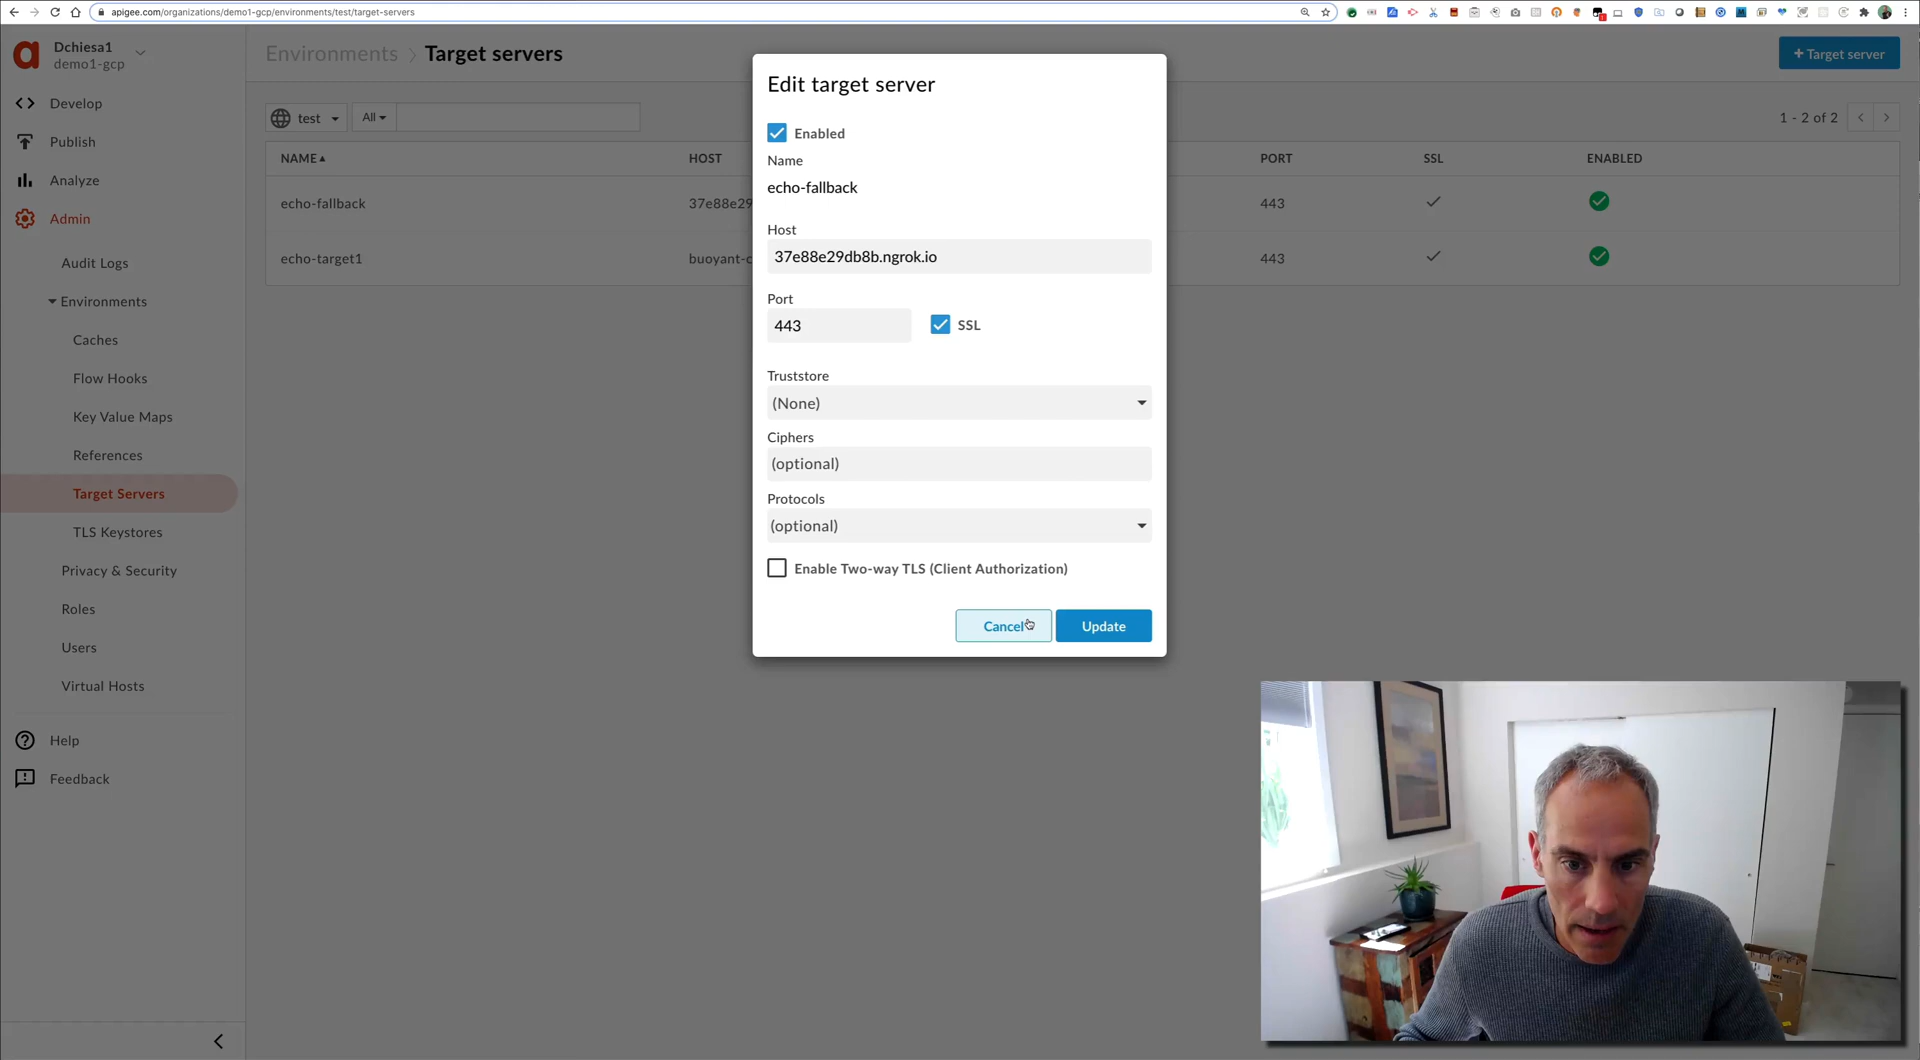 apigee.com/organizations/demo1-gcp/environments/test/target-servers
Dchiesa1
demo1-gcp
Develop
Publish
Analyze
Admin
Audit Logs
Environments
Caches
Flow Hooks
Key Value Maps
References
Target Servers
TLS Keystores
Privacy & Security
Roles
Users
Virtual Hosts
Help
Feedback
Environments > Target servers
+ Target server
test
All
1 - 2 of 2
NAME HOST PORT SSL ENABLED
echo-fallback 37e88e29 443
echo-target1 buoyant-c 443
Edit target server
Enabled
Name
echo-fallback
Host
37e88e29db8b.ngrok.io
Port
443 SSL
Truststore
(None)
Ciphers
(optional)
Protocols
(optional)
Enable Two-way TLS (Client Authorization)
Cancel Update